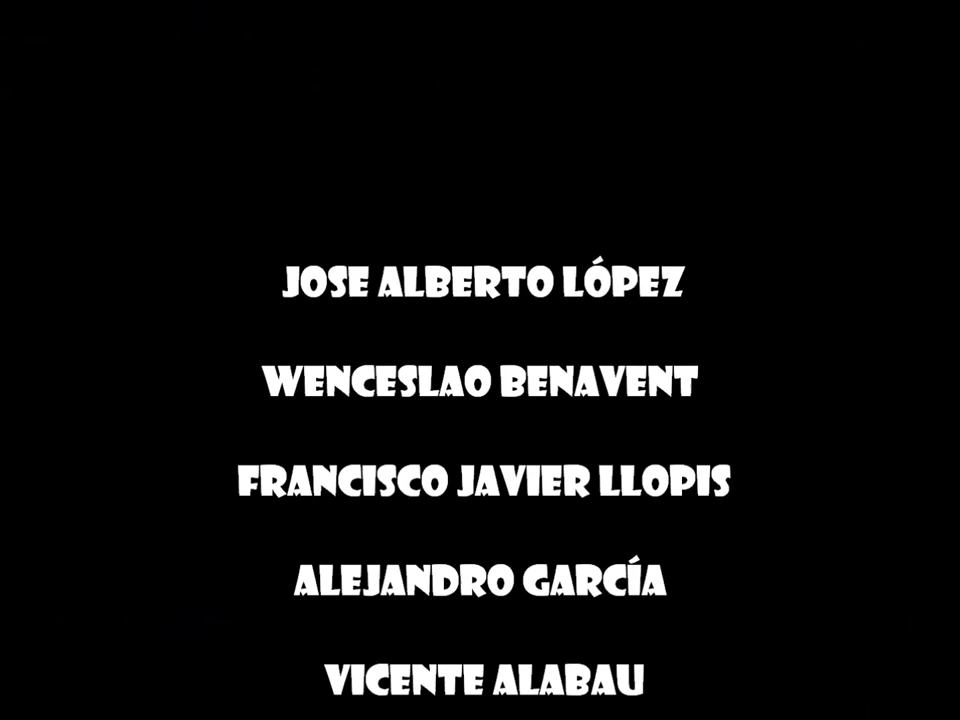 JOSE ALBERTO LÓPEZ
WENCESLAO BENAVENT
FRANCISCO JAVIER LLOPIS
ALEJANDRO GARCÍA
VICENTE ALABAU